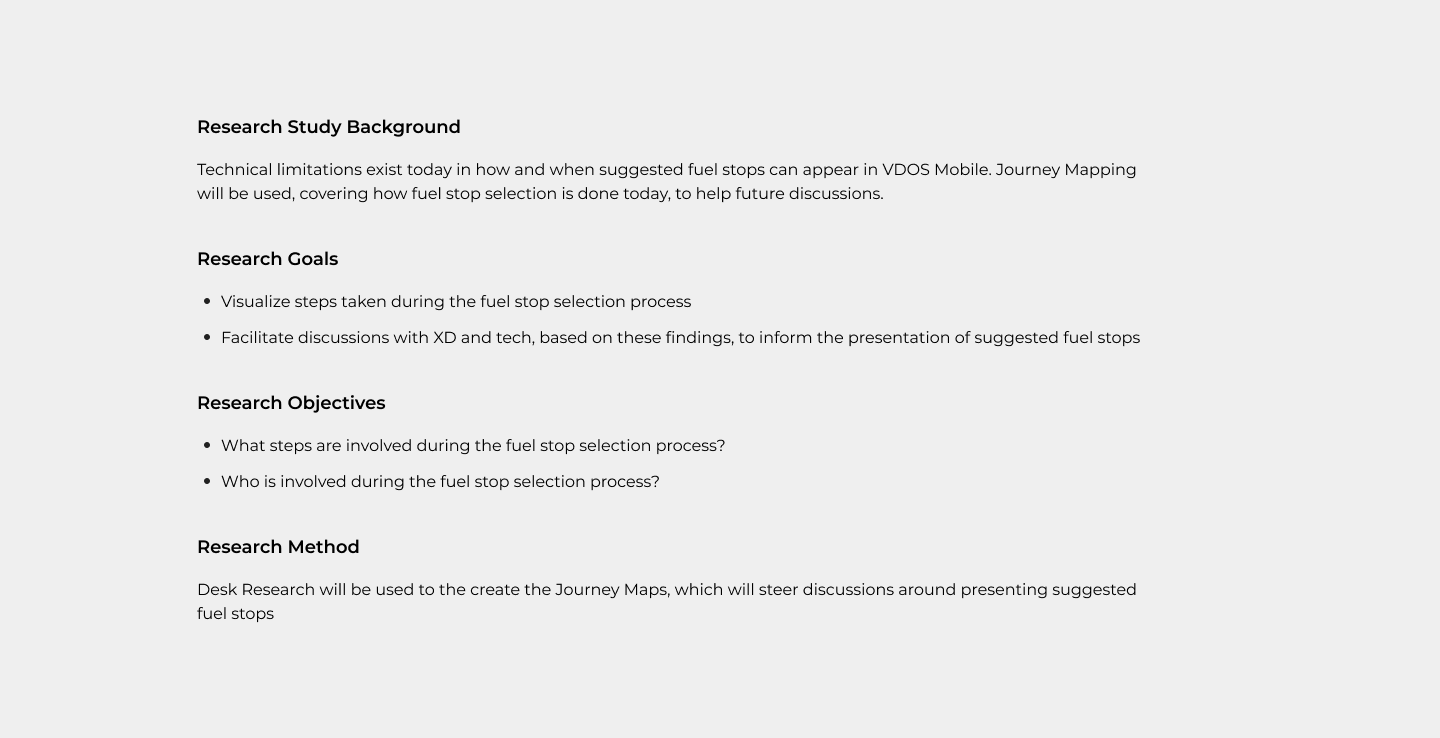 Research Study Background
Technical limitations exist today in how and when suggested fuel stops can appear in VDOS Mobile. Journey Mapping
will be used, covering how fuel stop selection is done today, to help future discussions.
Research Goals
• Visualize steps taken during the fuel stop selection process
• Facilitate discussions with XD and tech, based on these findings, to inform the presentation of suggested fuel stops
Research Objectives
• What steps are involved during the fuel stop selection process?
• Who is involved during the fuel stop selection process?
Research Method
Desk Research will be used to the create the Journey Maps, which will steer discussions around presenting suggested
fuel stops